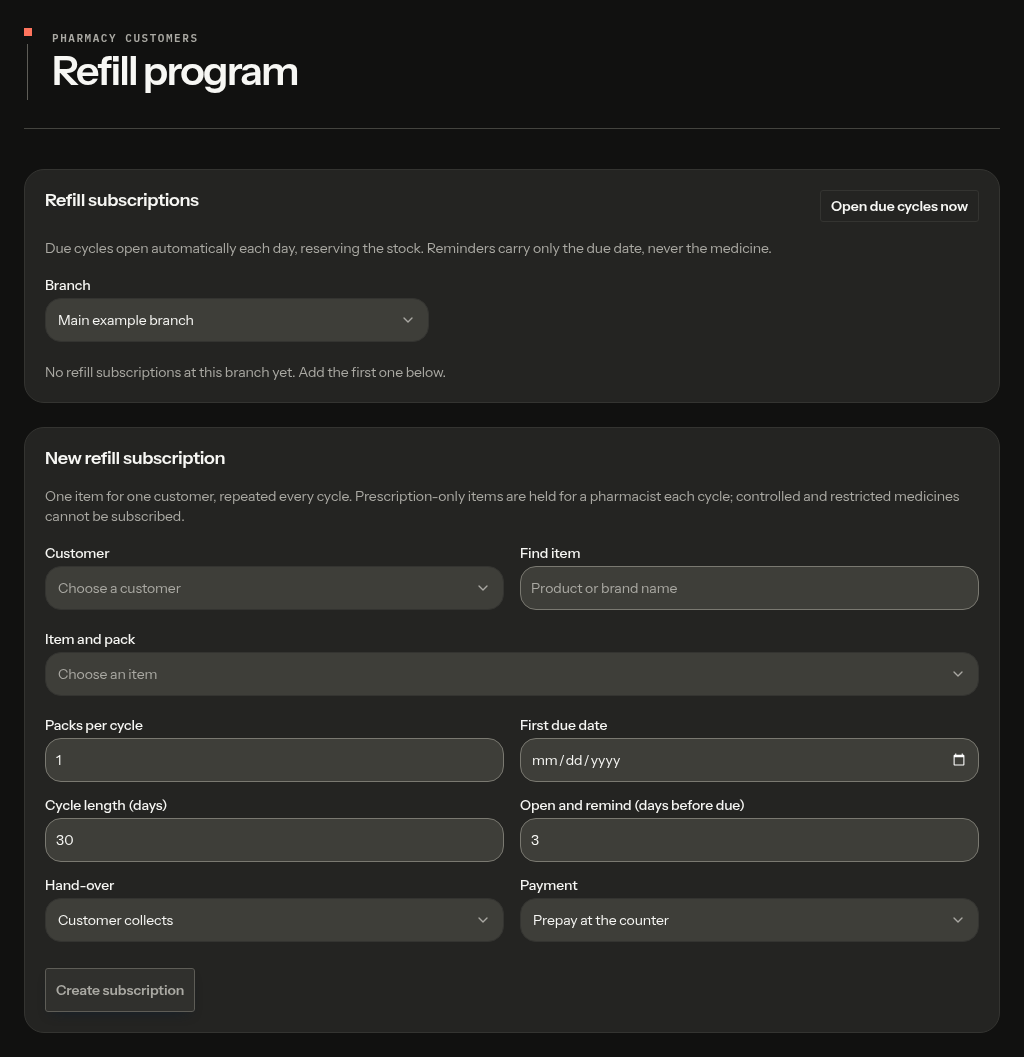 PHARMACY CUSTOMERS
Refill program
Refill subscriptions
Open due cycles now
Due cycles open automatically each day, reserving the stock. Reminders carry only the due date, never the medicine.
Branch
Main example branch
No refill subscriptions at this branch yet. Add the first one below.
New refill subscription
One item for one customer, repeated every cycle. Prescription-only items are held for a pharmacist each cycle; controlled and restricted medicines
cannot be subscribed.
Customer
Find item
Choose a customer
Product or brand name
Item and pack
Choose an item
Packs per cycle
First due date
1
mm/dd/yyyy
Cycle length (days)
Open and remind (days before due)
30
3
Hand-over
Payment
Customer collects
Prepay at the counter
Create subscription